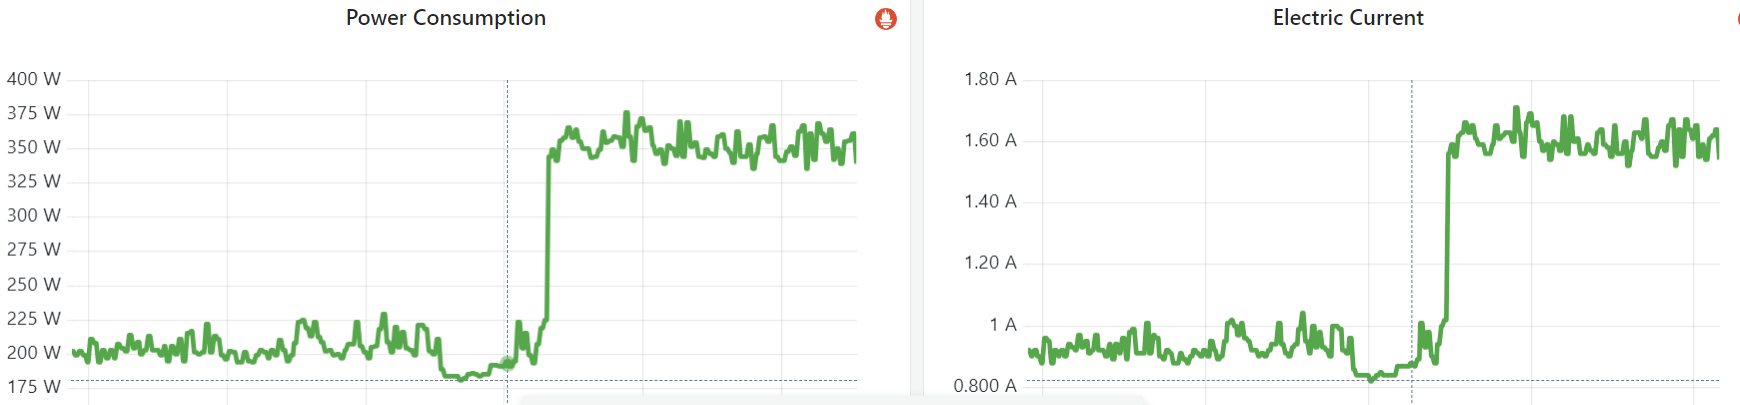 Power Consumption
400 W
375 W
350 W
325 W
300 W
275 W
250 W
225 W
200 W
175 W
Electric Current
1.80 A
1.60 A
1.40 A
1.20 A
1 A
0.800 A